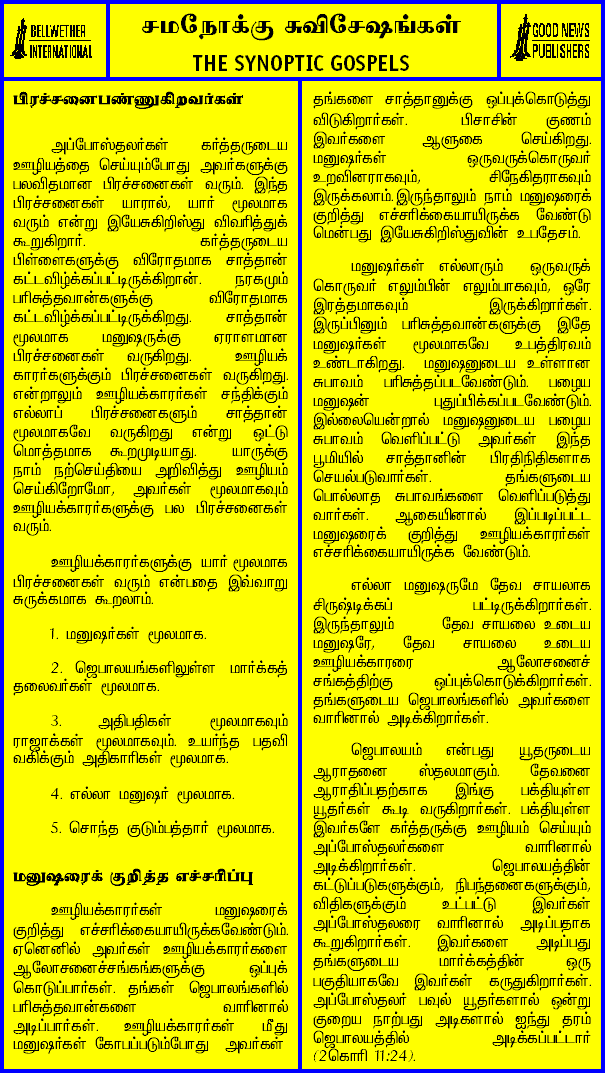 BELLWETHER
INTERNATIONAL
சமநோக்கு சுவிசேஷங்கள்
THE SYNOPTIC GOSPELS
GOOD NEWS
PUBLISHERS
பிரச்சனைபண்ணுகிறவர்கள்
அப்போஸ்தலர்கள் கர்த்தருடைய
ஊழியத்தை செய்யும்போது அவர்களுக்கு
பலவிதமான பிரச்சனைகள் வரும். இந்த
பிரச்சனைகள் யாரால், யார் மூலமாக
வரும் என்று இயேசுகிறிஸ்து விவரித்துக்
கூறுகிறார். கர்த்தருடைய
பிள்ளைகளுக்கு விரோதமாக சாத்தான்
கட்டவிழ்க்கப்பட்டிருக்கிறான். நரகமும்
பரிசுத்தவான்களுக்கு விரோதமாக
கட்டவிழ்க்கப்பட்டிருக்கிறது. சாத்தான்
மூலமாக மனுஷருக்கு ஏராளமான
பிரச்சனைகள் வருகிறது. ஊழியக்
காரர்களுக்கும் பிரச்சனைகள் வருகிறது.
என்றாலும் ஊழியக்காரர்கள் சந்திக்கும்
எல்லாப் பிரச்சனைகளும் சாத்தான்
மூலமாகவே வருகிறது என்று ஒட்டு
மொத்தமாக கூறமுடியாது. யாருக்கு
நாம் நற்செய்தியை அறிவித்து ஊழியம்
செய்கிறோமோ, அவர்கள் மூலமாகவும்
ஊழியக்காரர்களுக்கு பல பிரச்சனைகள்
வரும்.
ஊழியக்காரர்களுக்கு யார் மூலமாக
பிரச்சனைகள் வரும் என்பதை இவ்வாறு
சுருக்கமாக கூறலாம்.
1. மனுஷர்கள் மூலமாக.
2. ஜெபாலயங்களிலுள்ள மார்க்கத்
தலைவர்கள் மூலமாக.
3. அதிபதிகள் மூலமாகவும்
ராஜாக்கள் மூலமாகவும். உயர்ந்த பதவி
வகிக்கும் அதிகாரிகள் மூலமாக.
4. எல்லா மனுஷர் மூலமாக.
5. சொந்த குடும்பத்தார் மூலமாக.
மனுஷரைக் குறித்த எச்சரிப்பு
ஊழியக்காரர்கள் மனுஷரைக்
குறித்து எச்சரிக்கையாயிருக்கவேண்டும்.
ஏனெனில் அவர்கள் ஊழியக்காரர்களை
ஆலோசனைச்சங்கங்களுக்கு ஒப்புக்
கொடுப்பார்கள். தங்கள் ஜெபாலங்களில்
பரிசுத்தவான்களை வாரினால்
அடிப்பார்கள். ஊழியக்காரர்கள் மீது
மனுஷர்கள் கோபப்படும்போது அவர்கள்
தங்களை சாத்தானுக்கு ஒப்புக்கொடுத்து
விடுகிறார்கள். பிசாசின் குணம்
இவர்களை ஆளுகை செய்கிறது.
மனுஷர்கள் ஒருவருக்கொருவர்
உறவினராகவும், சிநேகிதராகவும்
இருக்கலாம். இருந்தாலும் நாம் மனுஷரைக்
குறித்து எச்சரிக்கையாயிருக்க வேண்டு
மென்பது இயேசுகிறிஸ்துவின் உபதேசம்.
மனுஷர்கள் எல்லாரும் ஒருவருக்
கொருவர் எலும்பின் எலும்பாகவும், ஒரே
இரத்தமாகவும் இருக்கிறார்கள்.
இருப்பினும் பரிசுத்தவான்களுக்கு இதே
மனுஷர்கள் மூலமாகவே உபத்திரவம்
உண்டாகிறது. மனுஷனுடைய உள்ளான
சுபாவம் பரிசுத்தப்படவேண்டும். பழைய
மனுஷன் புதுப்பிக்கப்படவேண்டும்.
இல்லையென்றால் மனுஷனுடைய பழைய
சுபாவம் வெளிப்பட்டு அவர்கள் இந்த
பூமியில் சாத்தானின் பிரதிநிதிகளாக
செயல்படுவார்கள். தங்களுடைய
பொல்லாத சுபாவங்களை வெளிப்படுத்து
வார்கள். ஆகையினால் இப்படிப்பட்ட
மனுஷரைக் குறித்து ஊழியக்காரர்கள்
எச்சரிக்கையாயிருக்க வேண்டும்.
எல்லா மனுஷருமே தேவ சாயலாக
சிருஷ்டிக்கப் பட்டிருக்கிறார்கள்.
இருந்தாலும் தேவ சாயலை உடைய
மனுஷரே, தேவ சாயலை உடைய
ஊழியக்காரரை ஆலோசனைச்
சங்கத்திற்கு ஒப்புக்கொடுக்கிறார்கள்.
தங்களுடைய ஜெபாலங்களில் அவர்களை
வாரினால் அடிக்கிறார்கள்.
ஜெபாலயம் என்பது யூதருடைய
ஆராதனை ஸ்தலமாகும். தேவனை
ஆராதிப்பதற்காக இங்கு பக்தியுள்ள
யூதர்கள் கூடி வருகிறார்கள். பக்தியுள்ள
இவர்களே கர்த்தருக்கு ஊழியம் செய்யும்
அப்போஸ்தலர்களை வாரினால்
அடிக்கிறார்கள். ஜெபாலயத்தின்
கட்டுப்படுகளுக்கும், நிபந்தனைகளுக்கும்,
விதிகளுக்கும் உட்பட்டு இவர்கள்
அப்போஸ்தலரை வாரினால் அடிப்பதாக
கூறுகிறார்கள். இவர்களை அடிப்பது
தங்களுடைய மார்க்கத்தின் ஒரு
பகுதியாகவே இவர்கள் கருதுகிறார்கள்.
அப்போஸ்தலர் பவுல் யூதர்களால் ஒன்று
குறைய நாற்பது அடிகளால் ஐந்து தரம்
ஜெபாலயத்தில் அடிக்கப்பட்டார்
(2கொரி 11:24).